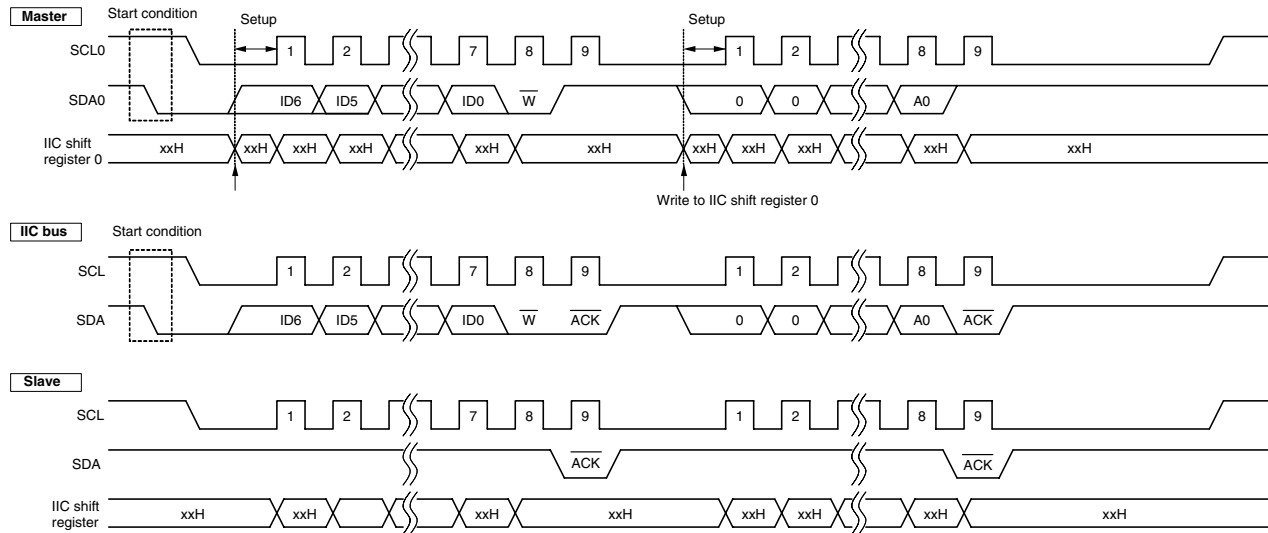 Master Start condition
Setup Setup
SCL0 1 2 7 8 9 1 2 8 9
SDA0 ID6 ID5 ID0 W 0 0 A0
IIC shift
register 0 xxH xxH xxH xxH xxH xxH xxH xxH xxH xxH xxH
Write to IIC shift register 0
IIC bus Start condition
SCL 1 2 7 8 9 1 2 8 9
SDA ID6 ID5 ID0 W ACK 0 0 A0 ACK
Slave
SCL 1 2 7 8 9 1 2 8 9
SDA ACK ACK
IIC shift
register xxH xxH xxH xxH xxH xxH xxH xxH